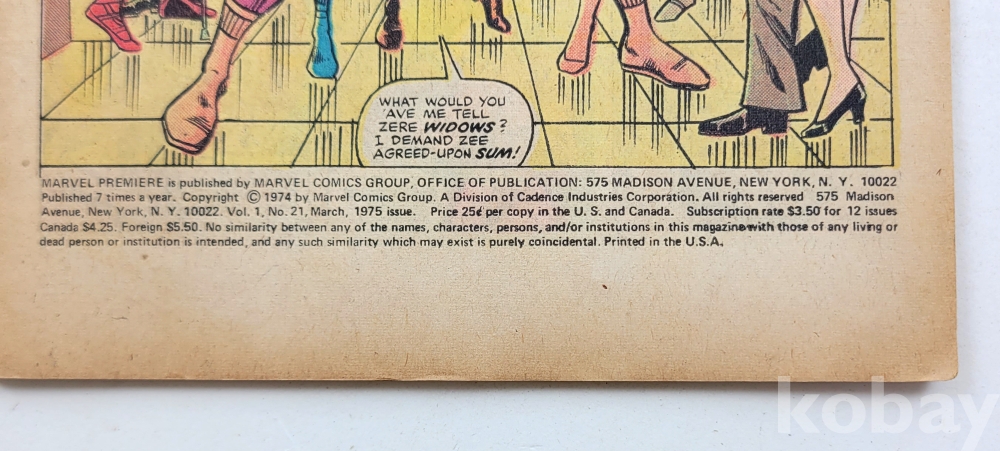 WHAT WOULD YOU
'AVE ME TELL
ZERE WIDOWS?
I DEMAND ZEE
AGREED-UPON SUM!
MARVEL PREMIERE is published by MARVEL COMICS GROUP, OFFICE OF PUBLICATION: 575 MADISON AVENUE, NEW YORK, N. Y. 10022
Published 7 times a year. Copyright © 1974 by Marvel Comics Group. A Division of Cadence Industries Corporation. All rights reserved 575 Madison
Avenue, New York, N. Y. 10022. Vol. 1, No. 21, March, 1975 issue. Price 25¢ per copy in the U. S. and Canada. Subscription rate $3.50 for 12 issues
Canada $4.25. Foreign $5.50. No similarity between any of the names, characters, persons, and/or institutions in this magazine with those of any living or
dead person or institution is intended, and any such similarity which may exist is purely coincidental. Printed in the U.S.A.
kobay